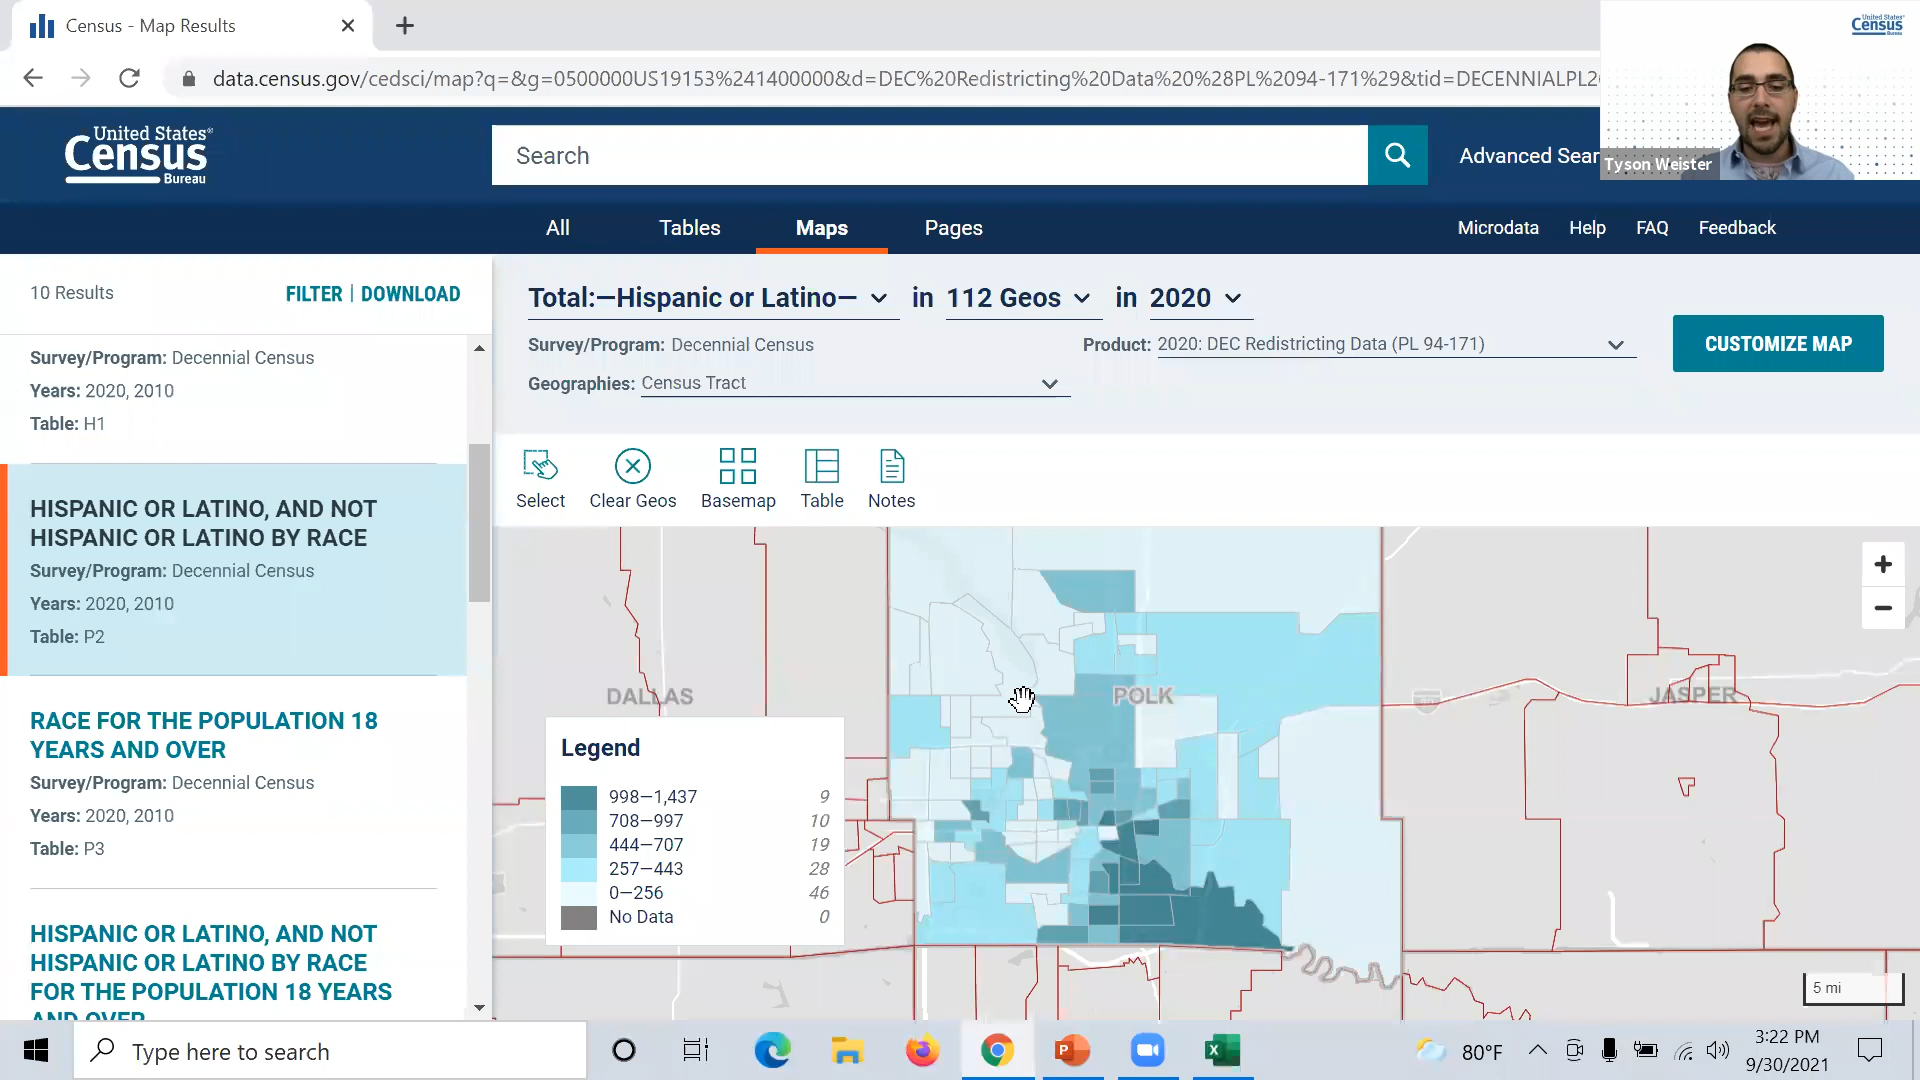 Census - Map Results
data.census.gov/cedsci/map?q=&g=0500000US19153%241400000&d=DEC%20Redistricting%20Data%20%28PL%2094-171%29&tid=DECENNIALPL2
United States
Census
Bureau
Tyson Weister
United States®
Census
Bureau
Search
Advanced Sear
All
Tables
Maps
Pages
Microdata
Help
FAQ
Feedback
10 Results
FILTER | DOWNLOAD
Survey/Program: Decennial Census
Years: 2020, 2010
Table: H1
HISPANIC OR LATINO, AND NOT
HISPANIC OR LATINO BY RACE
Survey/Program: Decennial Census
Years: 2020, 2010
Table: P2
RACE FOR THE POPULATION 18
YEARS AND OVER
Survey/Program: Decennial Census
Years: 2020, 2010
Table: P3
HISPANIC OR LATINO, AND NOT
HISPANIC OR LATINO BY RACE
FOR THE POPULATION 18 YEARS
AND OVER
Total:—Hispanic or Latino— in 112 Geos in 2020
Survey/Program: Decennial Census
Product: 2020: DEC Redistricting Data (PL 94-171)
Geographies: Census Tract
CUSTOMIZE MAP
Select
Clear Geos
Basemap
Table
Notes
DALLAS
POLK
JASPER
Legend
998—1,437 9
708—997 10
444—707 19
257—443 28
0—256 46
No Data 0
5 mi
Type here to search
80°F
3:22 PM
9/30/2021